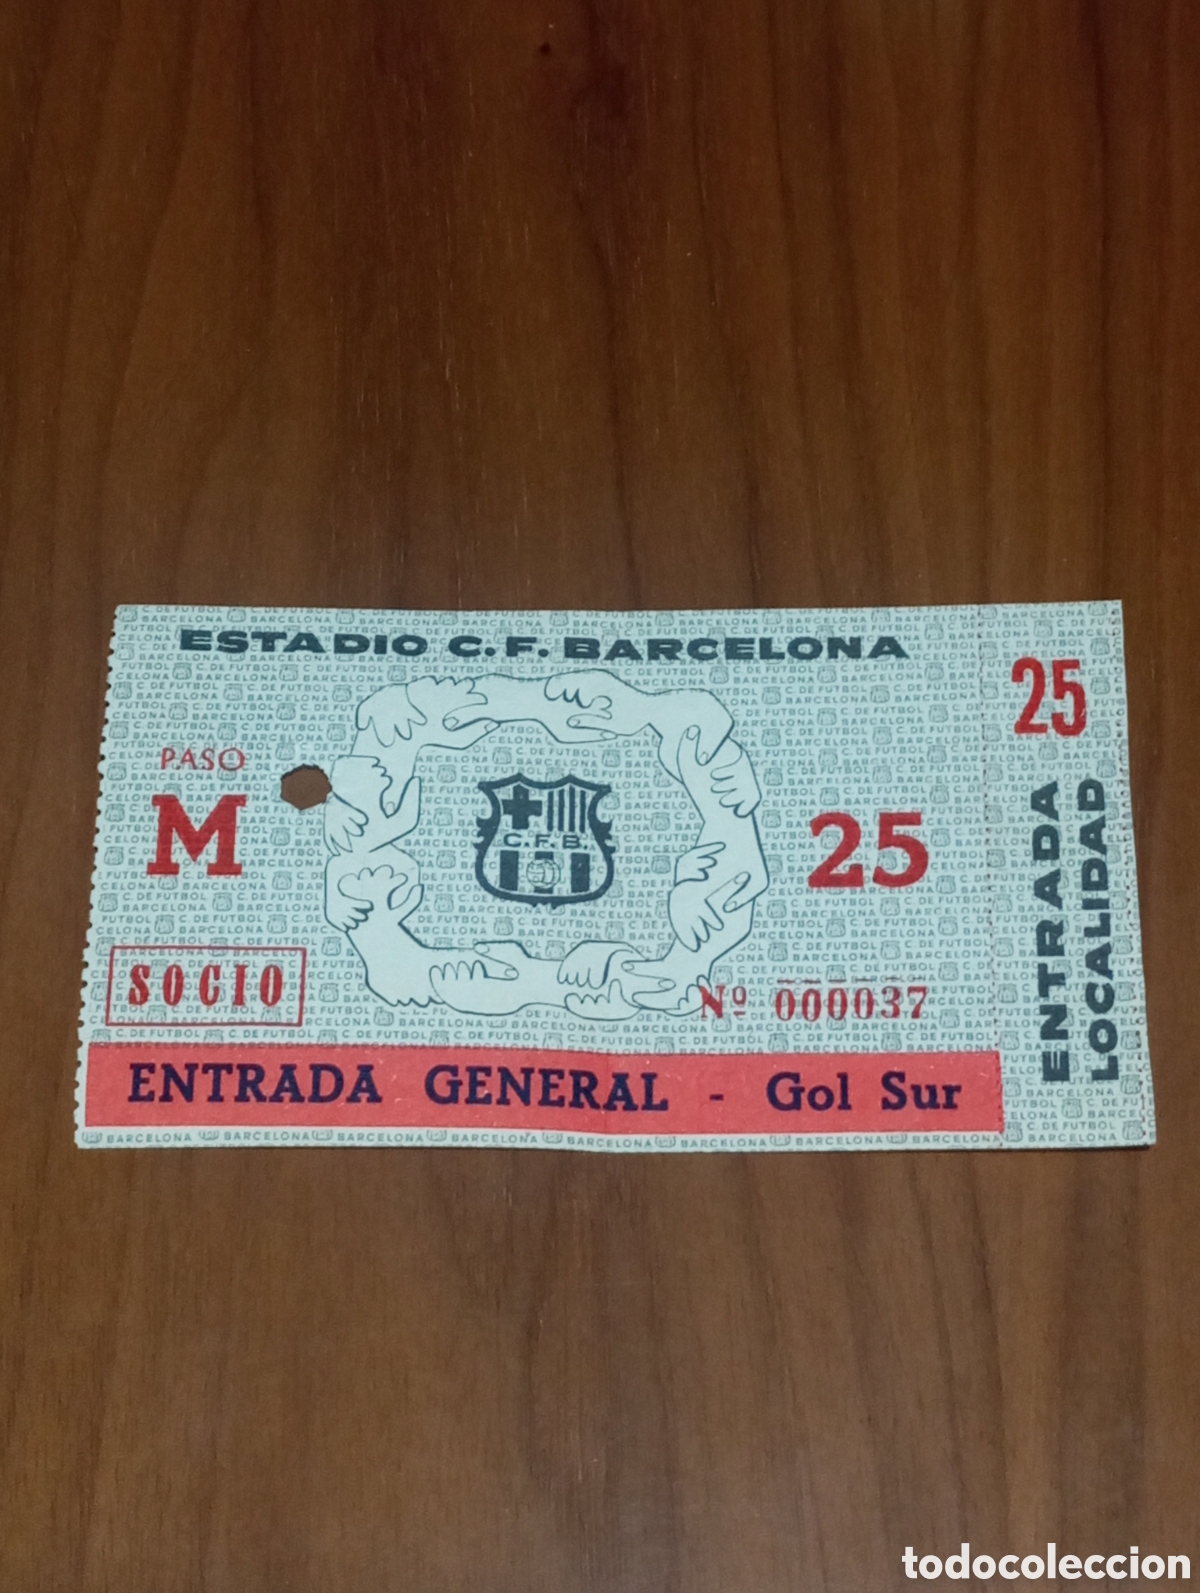 ESTADIO C.F. BARCELONA
PASO
M
SOCIO
C.F.B.
25
Nº 000037
ENTRADA GENERAL - Gol Sur
25
ENTRADA
LOCALIDAD
todocoleccion